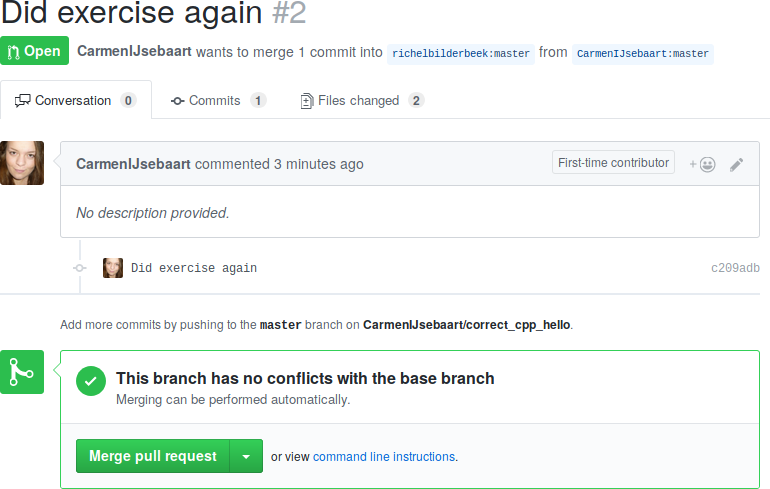 Did exercise again #2
Open CarmenIJsebaart wants to merge 1 commit into richelbilderbeek:master from CarmenIJsebaart:master
Conversation 0 Commits 1 Files changed 2
CarmenIJsebaart commented 3 minutes ago First-time contributor
No description provided.
Did exercise again c209adb
Add more commits by pushing to the master branch on CarmenIJsebaart/correct_cpp_hello.
This branch has no conflicts with the base branch
Merging can be performed automatically.
Merge pull request or view command line instructions.